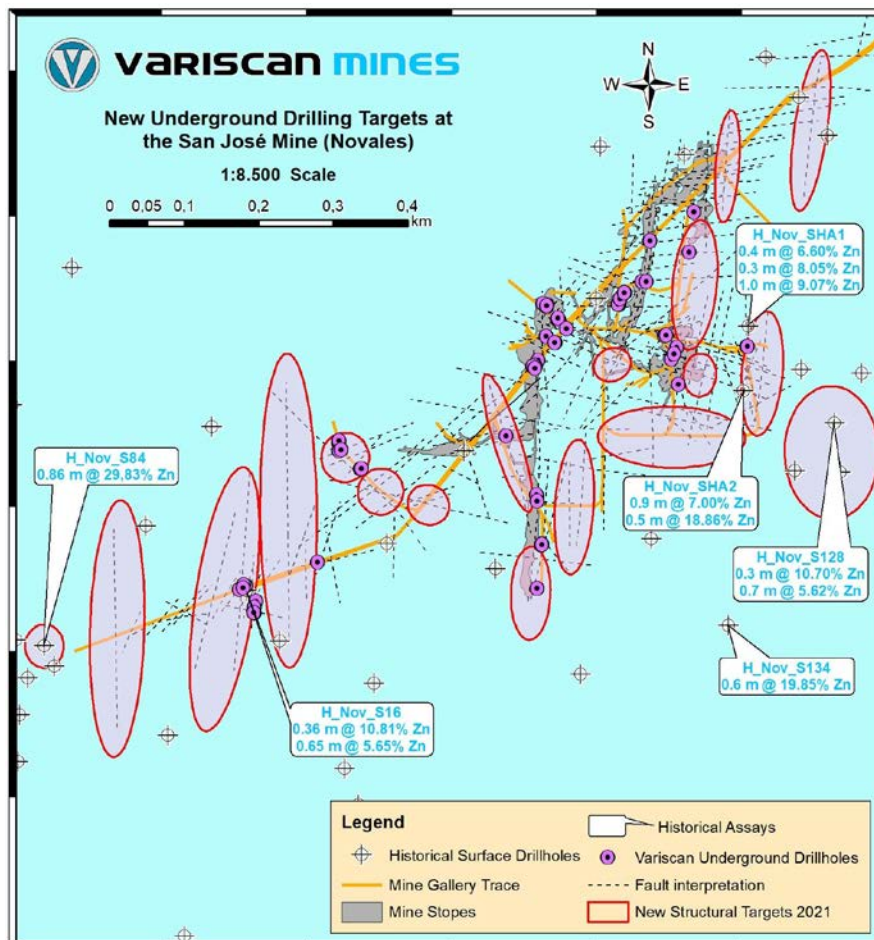 VARISCAN MINES
New Underground Drilling Targets at
the San José Mine (Novales)
1:8.500 Scale
0 0,05 0,1 0,2 0,3 0,4
km
N
W E
S
H_Nov_SHA1
0.4 m @ 6.60% Zn
0.3 m @ 8.05% Zn
1.0 m @ 9.07% Zn
H_Nov_S84
0.86 m @ 29,83% Zn
H_Nov_SHA2
0.9 m @ 7.00% Zn
0.5 m @ 18.86% Zn
H_Nov_S128
0.3 m @ 10.70% Zn
0.7 m @ 5.62% Zn
H_Nov_S134
0.6 m @ 19.85% Zn
H_Nov_S16
0.36 m @ 10.81% Zn
0.65 m @ 5.65% Zn
Legend
Historical Assays
Historical Surface Drillholes
Variscan Underground Drillholes
Mine Gallery Trace
Fault interpretation
Mine Stopes
New Structural Targets 2021